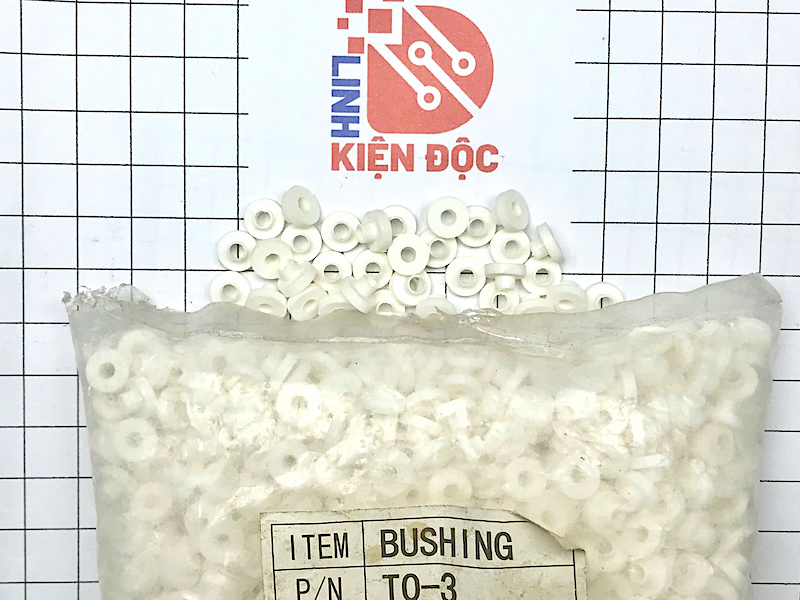 LINH
KIỆN ĐỘC
ITEM BUSHING
P/N TO-3